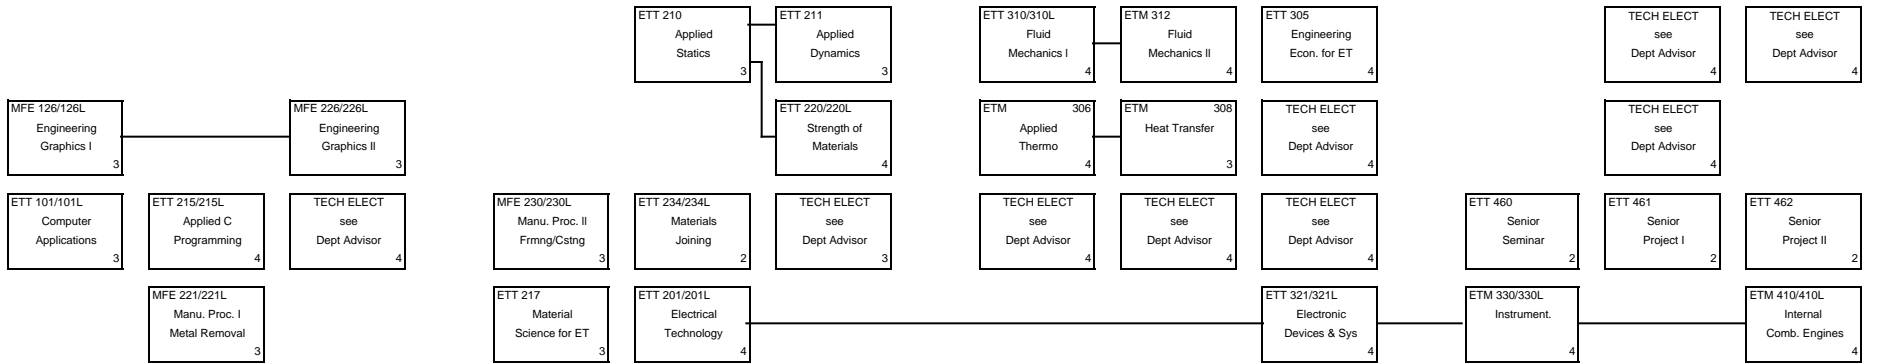 ETT 210
Applied
Statics
3
ETT 211
Applied
Dynamics
3
ETT 310/310L
Fluid
Mechanics I
4
ETM 312
Fluid
Mechanics II
4
ETT 305
Engineering
Econ. for ET
4
TECH ELECT
see
Dept Advisor
4
TECH ELECT
see
Dept Advisor
4
MFE 126/126L
Engineering
Graphics I
3
MFE 226/226L
Engineering
Graphics II
3
ETT 220/220L
Strength of
Materials
4
ETM 306
Applied
Thermo
4
ETM 308
Heat Transfer
3
TECH ELECT
see
Dept Advisor
4
TECH ELECT
see
Dept Advisor
4
ETT 101/101L
Computer
Applications
3
ETT 215/215L
Applied C
Programming
4
TECH ELECT
see
Dept Advisor
4
MFE 230/230L
Manu. Proc. II
Frmng/Cstng
3
ETT 234/234L
Materials
Joining
2
TECH ELECT
see
Dept Advisor
3
TECH ELECT
see
Dept Advisor
4
TECH ELECT
see
Dept Advisor
4
TECH ELECT
see
Dept Advisor
4
ETT 460
Senior
Seminar
2
ETT 461
Senior
Project I
2
ETT 462
Senior
Project II
2
MFE 221/221L
Manu. Proc. I
Metal Removal
3
ETT 217
Material
Science for ET
3
ETT 201/201L
Electrical
Technology
4
ETT 321/321L
Electronic
Devices & Sys
4
ETM 330/330L
Instrument.
4
ETM 410/410L
Internal
Comb. Engines
4